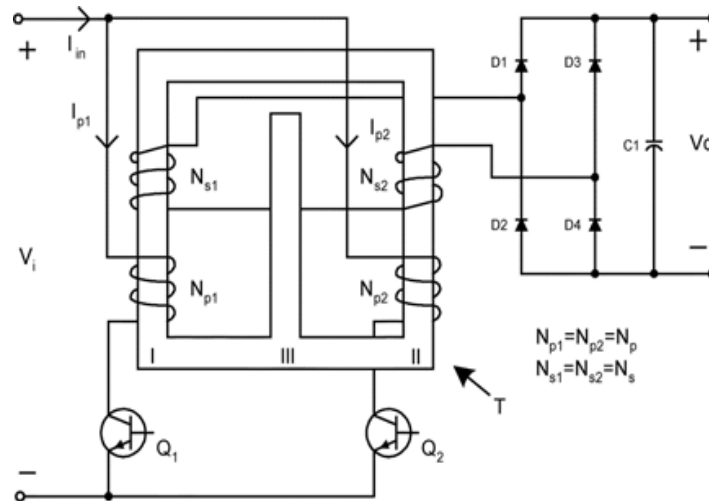 I_in
+
+
D1
D3
I_p1
I_p2
N_s1
N_s2
C1
Vo
D2
D4
V_i
N_p1
N_p2
−
I
III
II
N_p1=N_p2=N_p
N_s1=N_s2=N_s
T
Q_1
Q_2
−